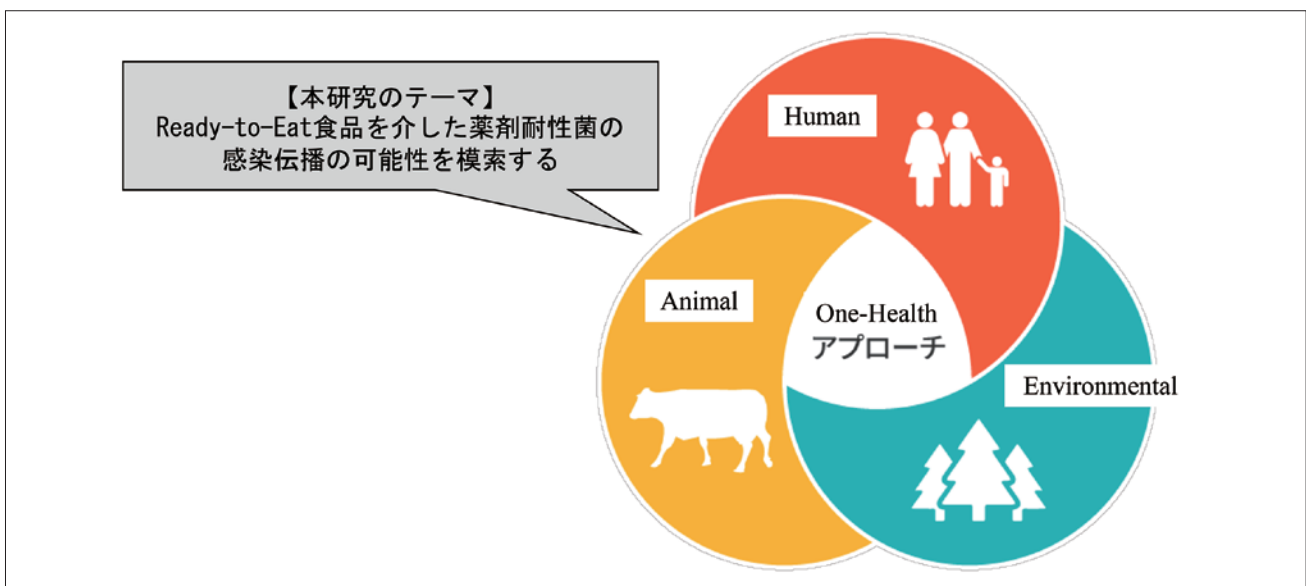 【本研究のテーマ】
Ready-to-Eat食品を介した薬剤耐性菌の
感染伝播の可能性を模索する
Human
Animal
One-Health
アプローチ
Environmental